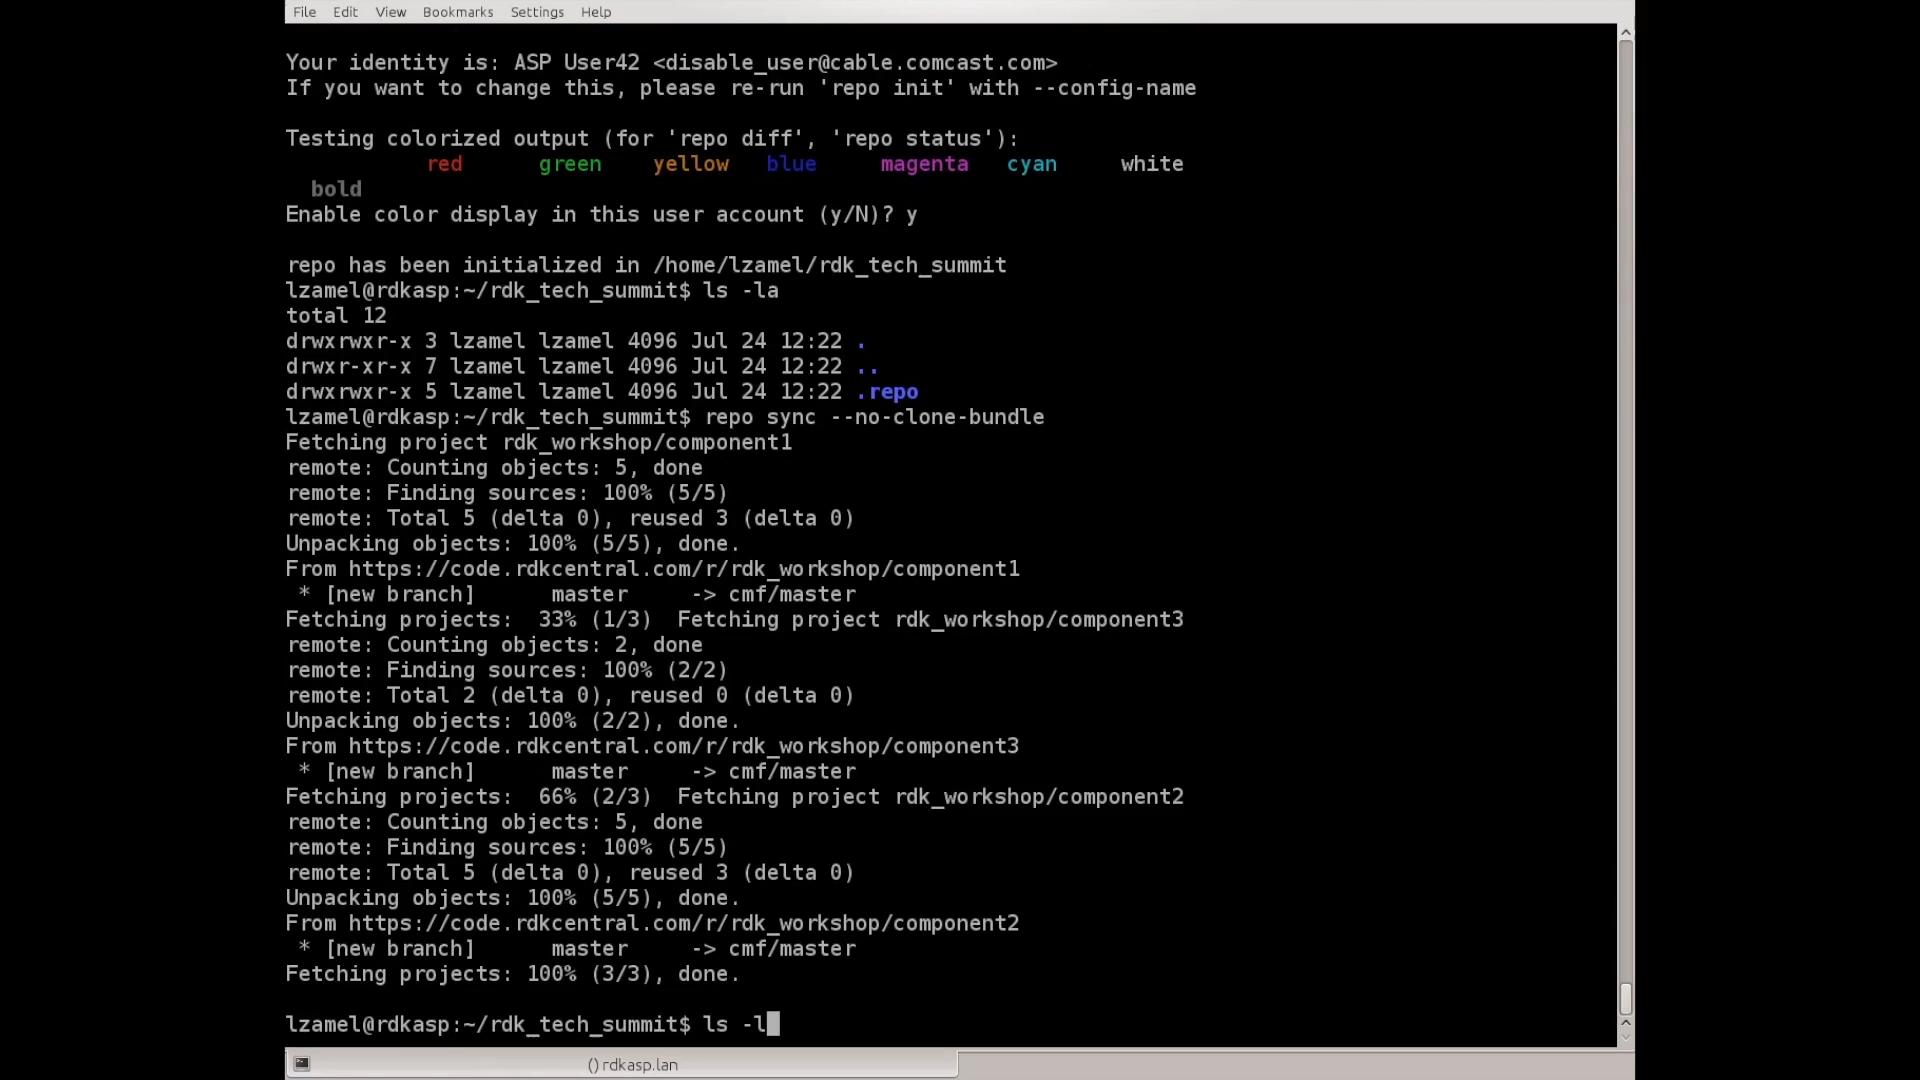 File Edit View Bookmarks Settings Help
Your identity is: ASP User42 <disable_user@cable.comcast.com>
If you want to change this, please re-run 'repo init' with --config-name
Testing colorized output (for 'repo diff', 'repo status'):
red green yellow blue magenta cyan white
bold
Enable color display in this user account (y/N)? y
repo has been initialized in /home/lzamel/rdk_tech_summit
lzamel@rdkasp:~/rdk_tech_summit$ ls -la
total 12
drwxrwxr-x 3 lzamel lzamel 4096 Jul 24 12:22 .
drwxr-xr-x 7 lzamel lzamel 4096 Jul 24 12:22 ..
drwxrwxr-x 5 lzamel lzamel 4096 Jul 24 12:22 .repo
lzamel@rdkasp:~/rdk_tech_summit$ repo sync --no-clone-bundle
Fetching project rdk_workshop/component1
remote: Counting objects: 5, done
remote: Finding sources: 100% (5/5)
remote: Total 5 (delta 0), reused 3 (delta 0)
Unpacking objects: 100% (5/5), done.
From https://code.rdkcentral.com/r/rdk_workshop/component1
* [new branch] master -> cmf/master
Fetching projects: 33% (1/3) Fetching project rdk_workshop/component3
remote: Counting objects: 2, done
remote: Finding sources: 100% (2/2)
remote: Total 2 (delta 0), reused 0 (delta 0)
Unpacking objects: 100% (2/2), done.
From https://code.rdkcentral.com/r/rdk_workshop/component3
* [new branch] master -> cmf/master
Fetching projects: 66% (2/3) Fetching project rdk_workshop/component2
remote: Counting objects: 5, done
remote: Finding sources: 100% (5/5)
remote: Total 5 (delta 0), reused 3 (delta 0)
Unpacking objects: 100% (5/5), done.
From https://code.rdkcentral.com/r/rdk_workshop/component2
* [new branch] master -> cmf/master
Fetching projects: 100% (3/3), done.
lzamel@rdkasp:~/rdk_tech_summit$ ls -l
() rdkasp.lan